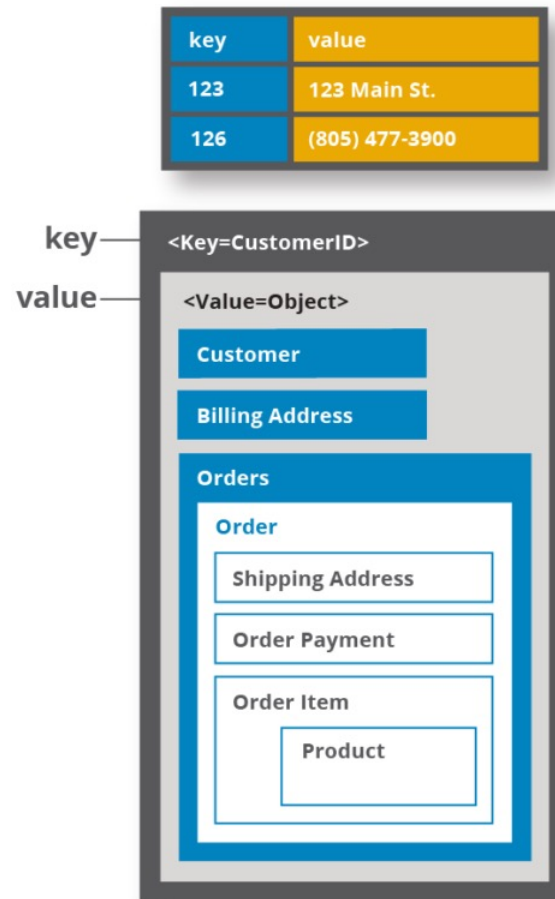 key value
123 123 Main St.
126 (805) 477-3900
key <Key=CustomerID>
value <Value=Object>
Customer
Billing Address
Orders
Order
Shipping Address
Order Payment
Order Item
Product